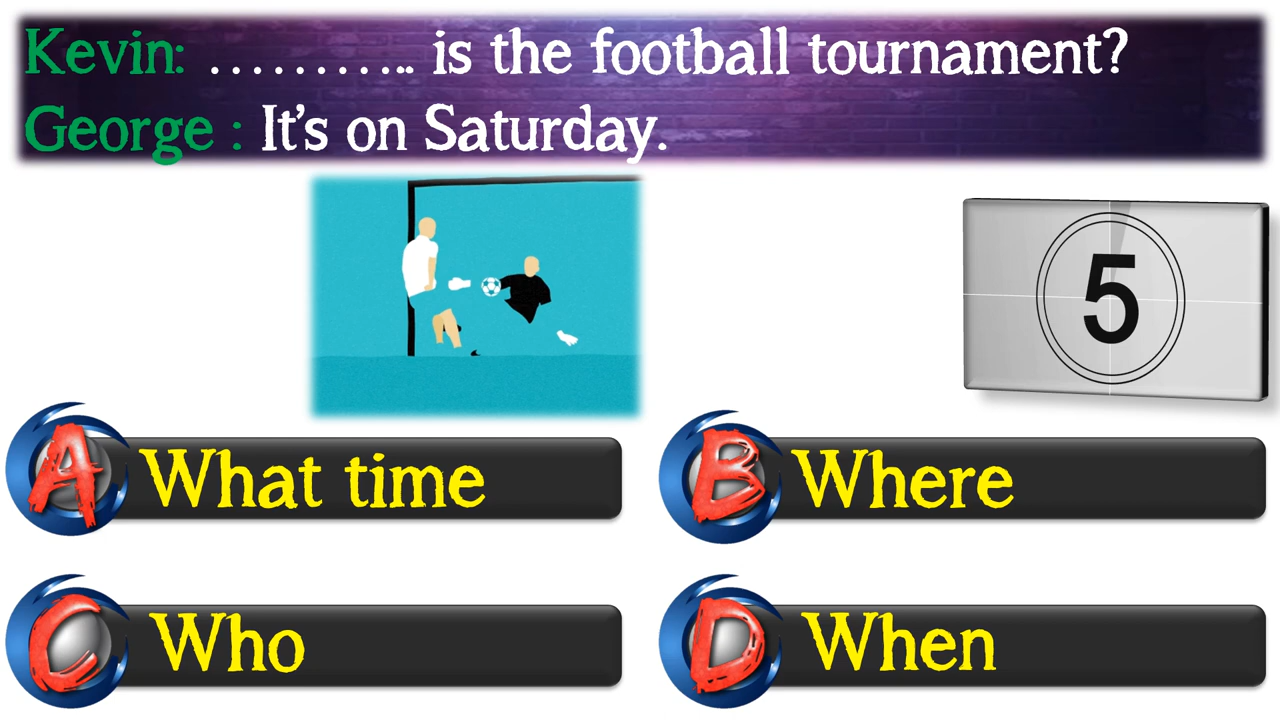 Kevin: ……….. is the football tournament?
George : It's on Saturday.
5
A What time
B Where
C Who
D When